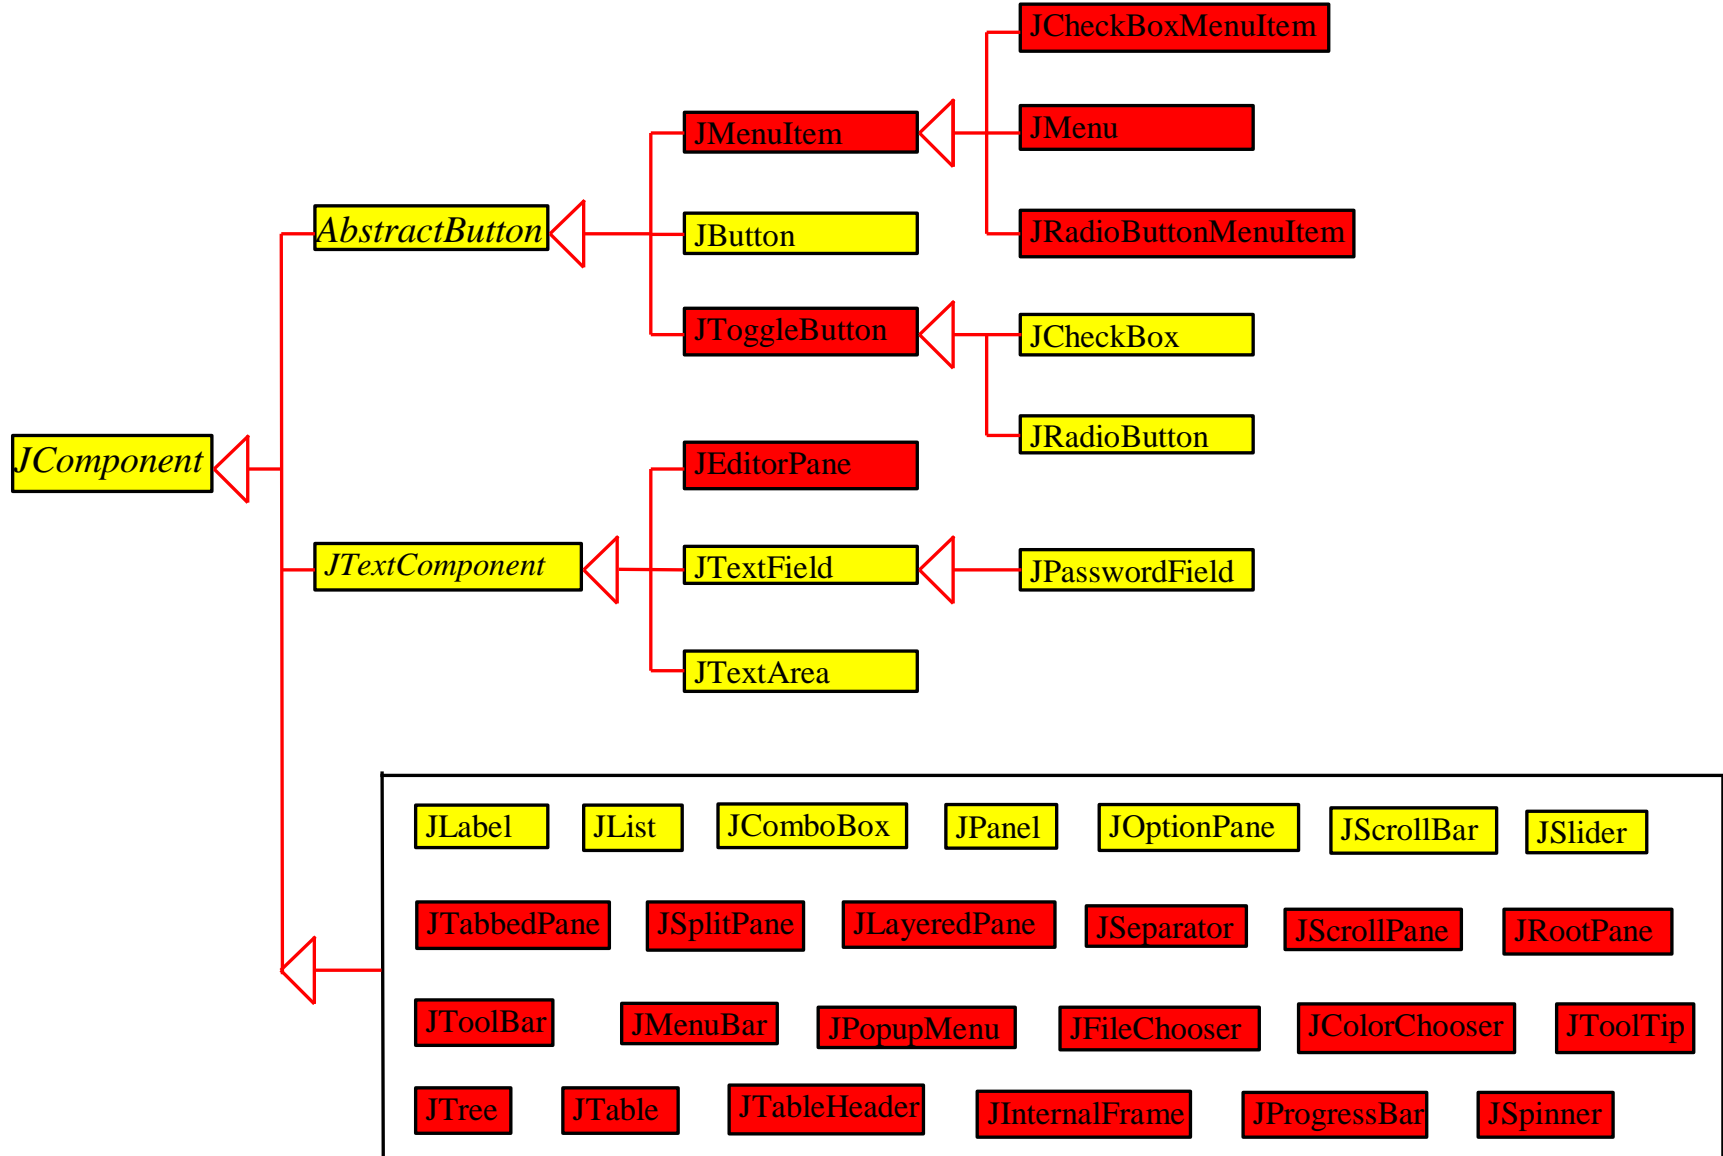 JCheckBoxMenuItem
JMenuItem
JMenu
AbstractButton
JButton
JRadioButtonMenuItem
JToggleButton
JCheckBox
JRadioButton
JComponent
JEditorPane
JTextComponent
JTextField
JPasswordField
JTextArea
JLabel JList JComboBox JPanel JOptionPane JScrollBar JSlider
JTabbedPane JSplitPane JLayeredPane JSeparator JScrollPane JRootPane
JToolBar JMenuBar JPopupMenu JFileChooser JColorChooser JToolTip
JTree JTable JTableHeader JInternalFrame JProgressBar JSpinner